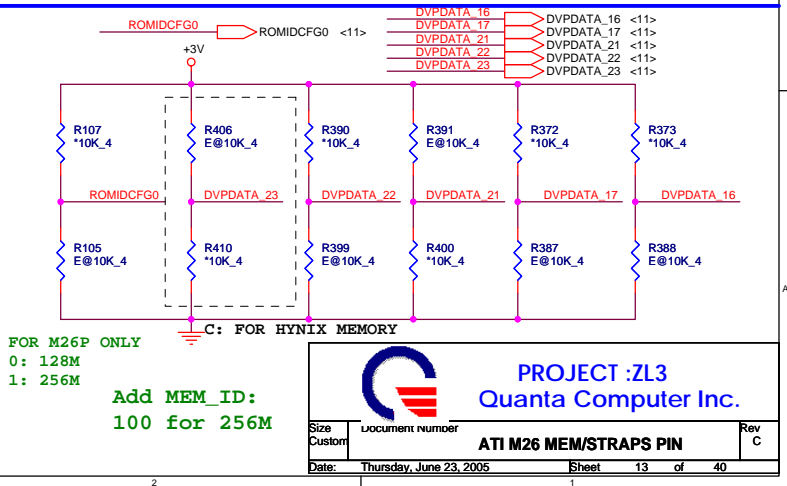 ROMIDCFG0
ROMIDCFG0 <11>
DVPDATA_16
DVPDATA_16 <11>
DVPDATA_17
DVPDATA_17 <11>
DVPDATA_21
DVPDATA_21 <11>
DVPDATA_22
DVPDATA_22 <11>
DVPDATA_23
DVPDATA_23 <11>
+3V
R107
*10K_4
R406
E@10K_4
R390
*10K_4
R391
E@10K_4
R372
*10K_4
R373
*10K_4
ROMIDCFG0
DVPDATA_23
DVPDATA_22
DVPDATA_21
DVPDATA_17
DVPDATA_16
R105
E@10K_4
R410
*10K_4
R399
E@10K_4
R400
*10K_4
R387
E@10K_4
R388
E@10K_4
A
C: FOR HYNIX MEMORY
FOR M26P ONLY
0: 128M
1: 256M
Add MEM_ID:
100 for 256M
PROJECT :ZL3
Quanta Computer Inc.
Size
Custom
Document Number
ATI M26 MEM/STRAPS PIN
Rev
C
Date: Thursday, June 23, 2005 Sheet 13 of 40
2
1